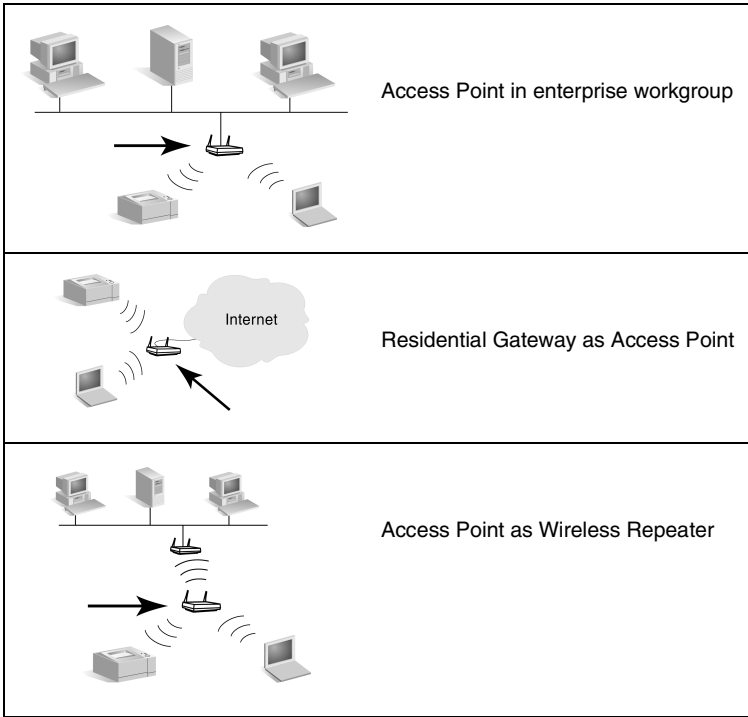 Access Point in enterprise workgroup
Internet
Residential Gateway as Access Point
Access Point as Wireless Repeater